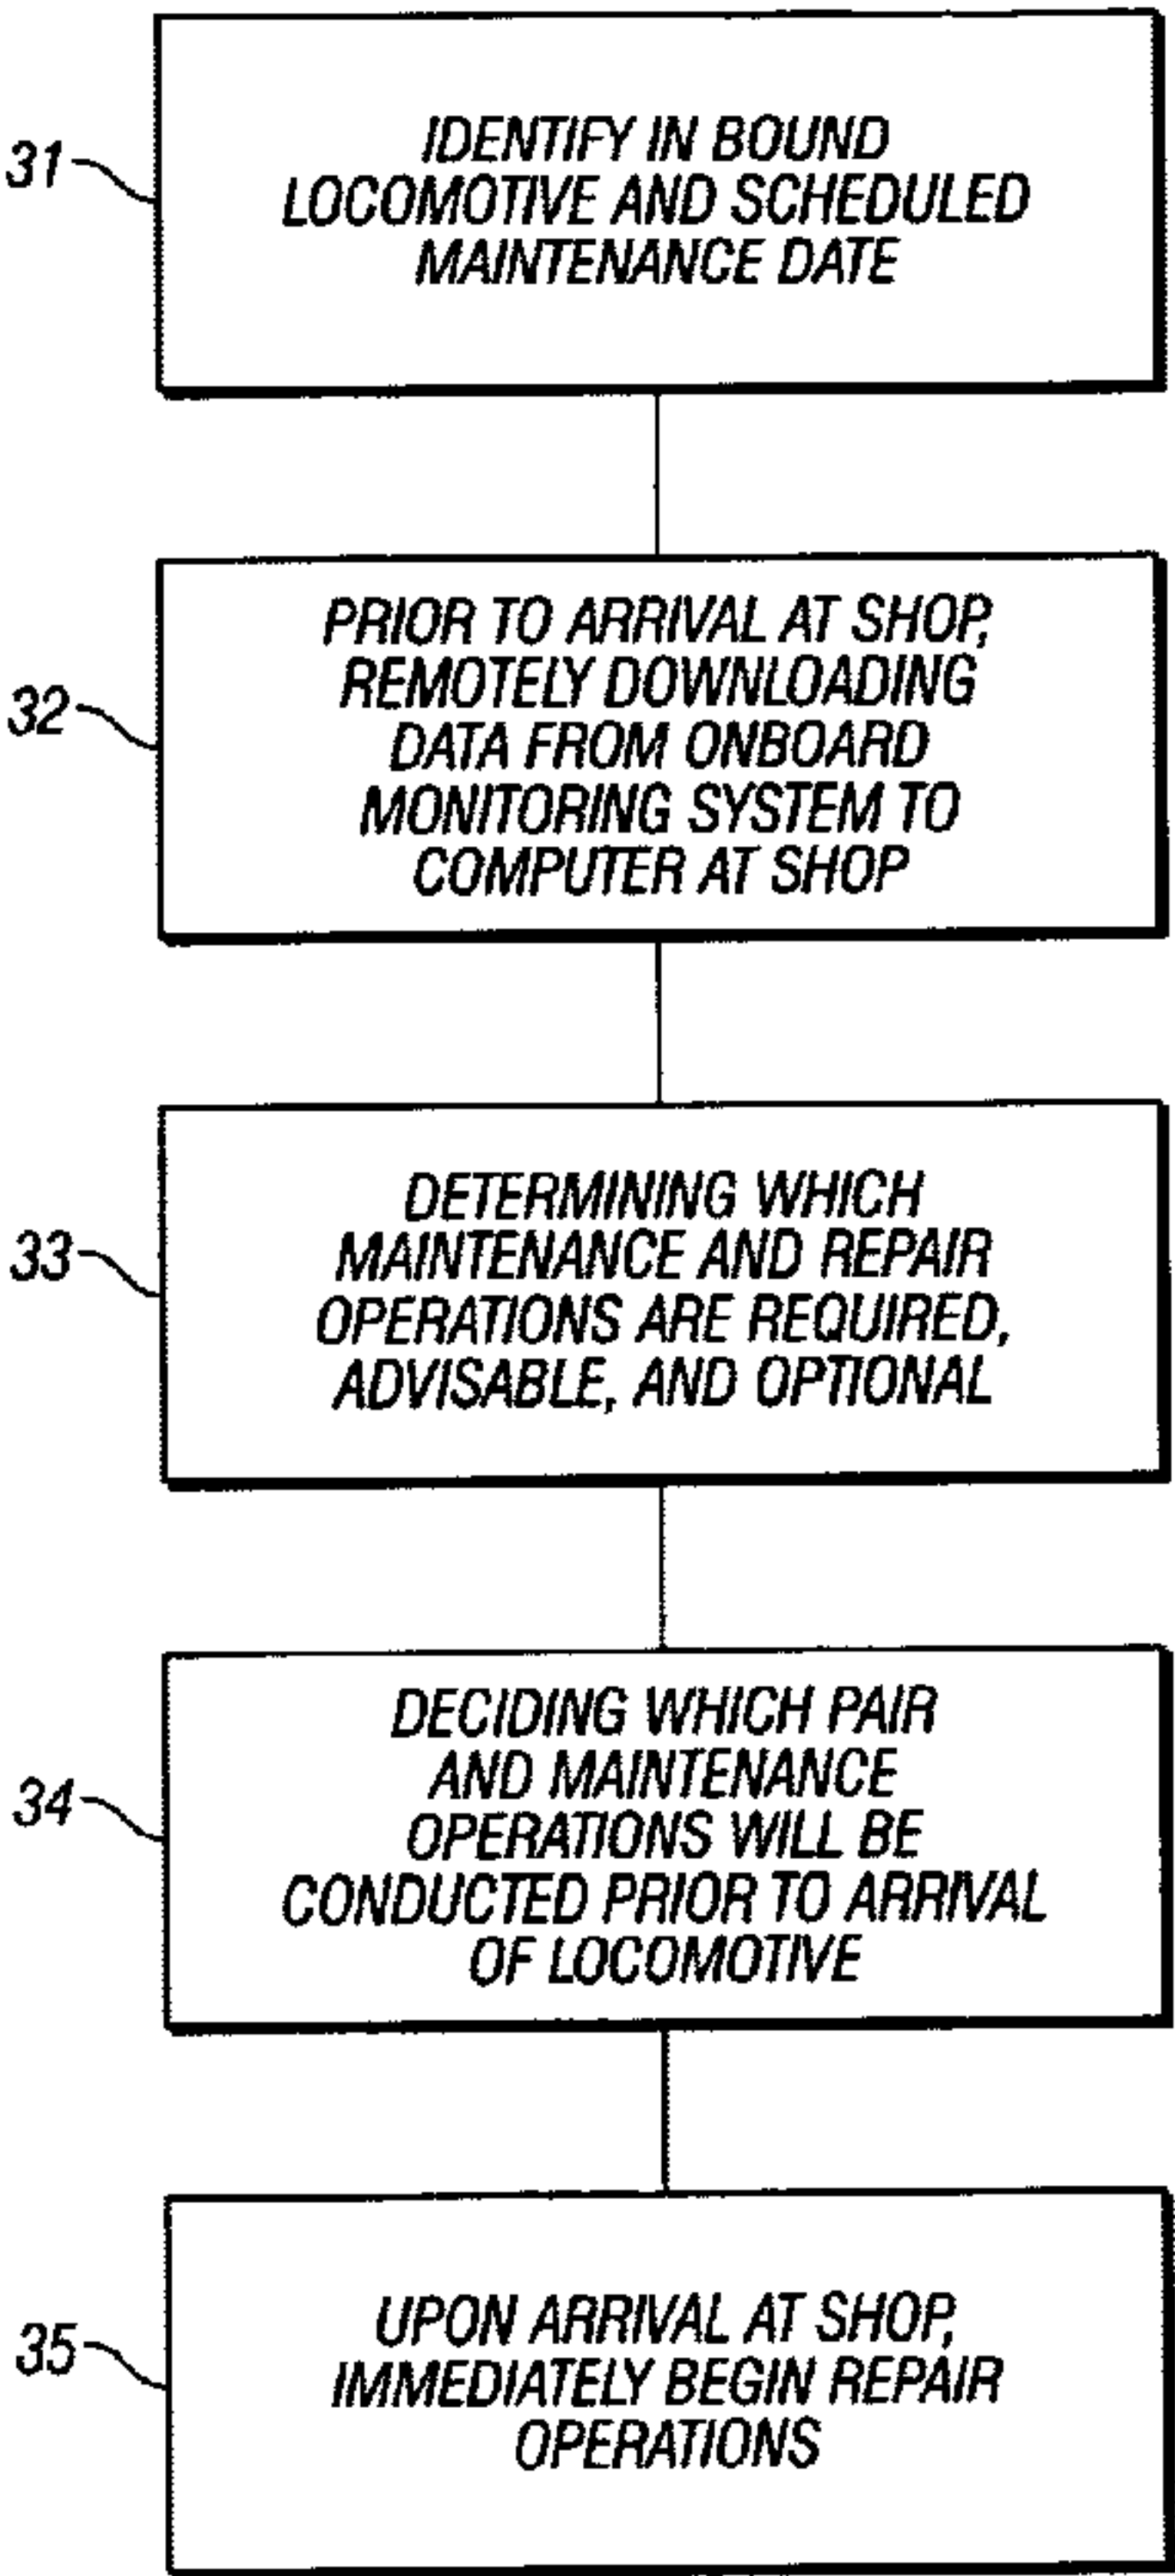 31
IDENTIFY IN BOUND
LOCOMOTIVE AND SCHEDULED
MAINTENANCE DATE
32
PRIOR TO ARRIVAL AT SHOP,
REMOTELY DOWNLOADING
DATA FROM ONBOARD
MONITORING SYSTEM TO
COMPUTER AT SHOP
33
DETERMINING WHICH
MAINTENANCE AND REPAIR
OPERATIONS ARE REQUIRED,
ADVISABLE, AND OPTIONAL
34
DECIDING WHICH PAIR
AND MAINTENANCE
OPERATIONS WILL BE
CONDUCTED PRIOR TO ARRIVAL
OF LOCOMOTIVE
35
UPON ARRIVAL AT SHOP,
IMMEDIATELY BEGIN REPAIR
OPERATIONS